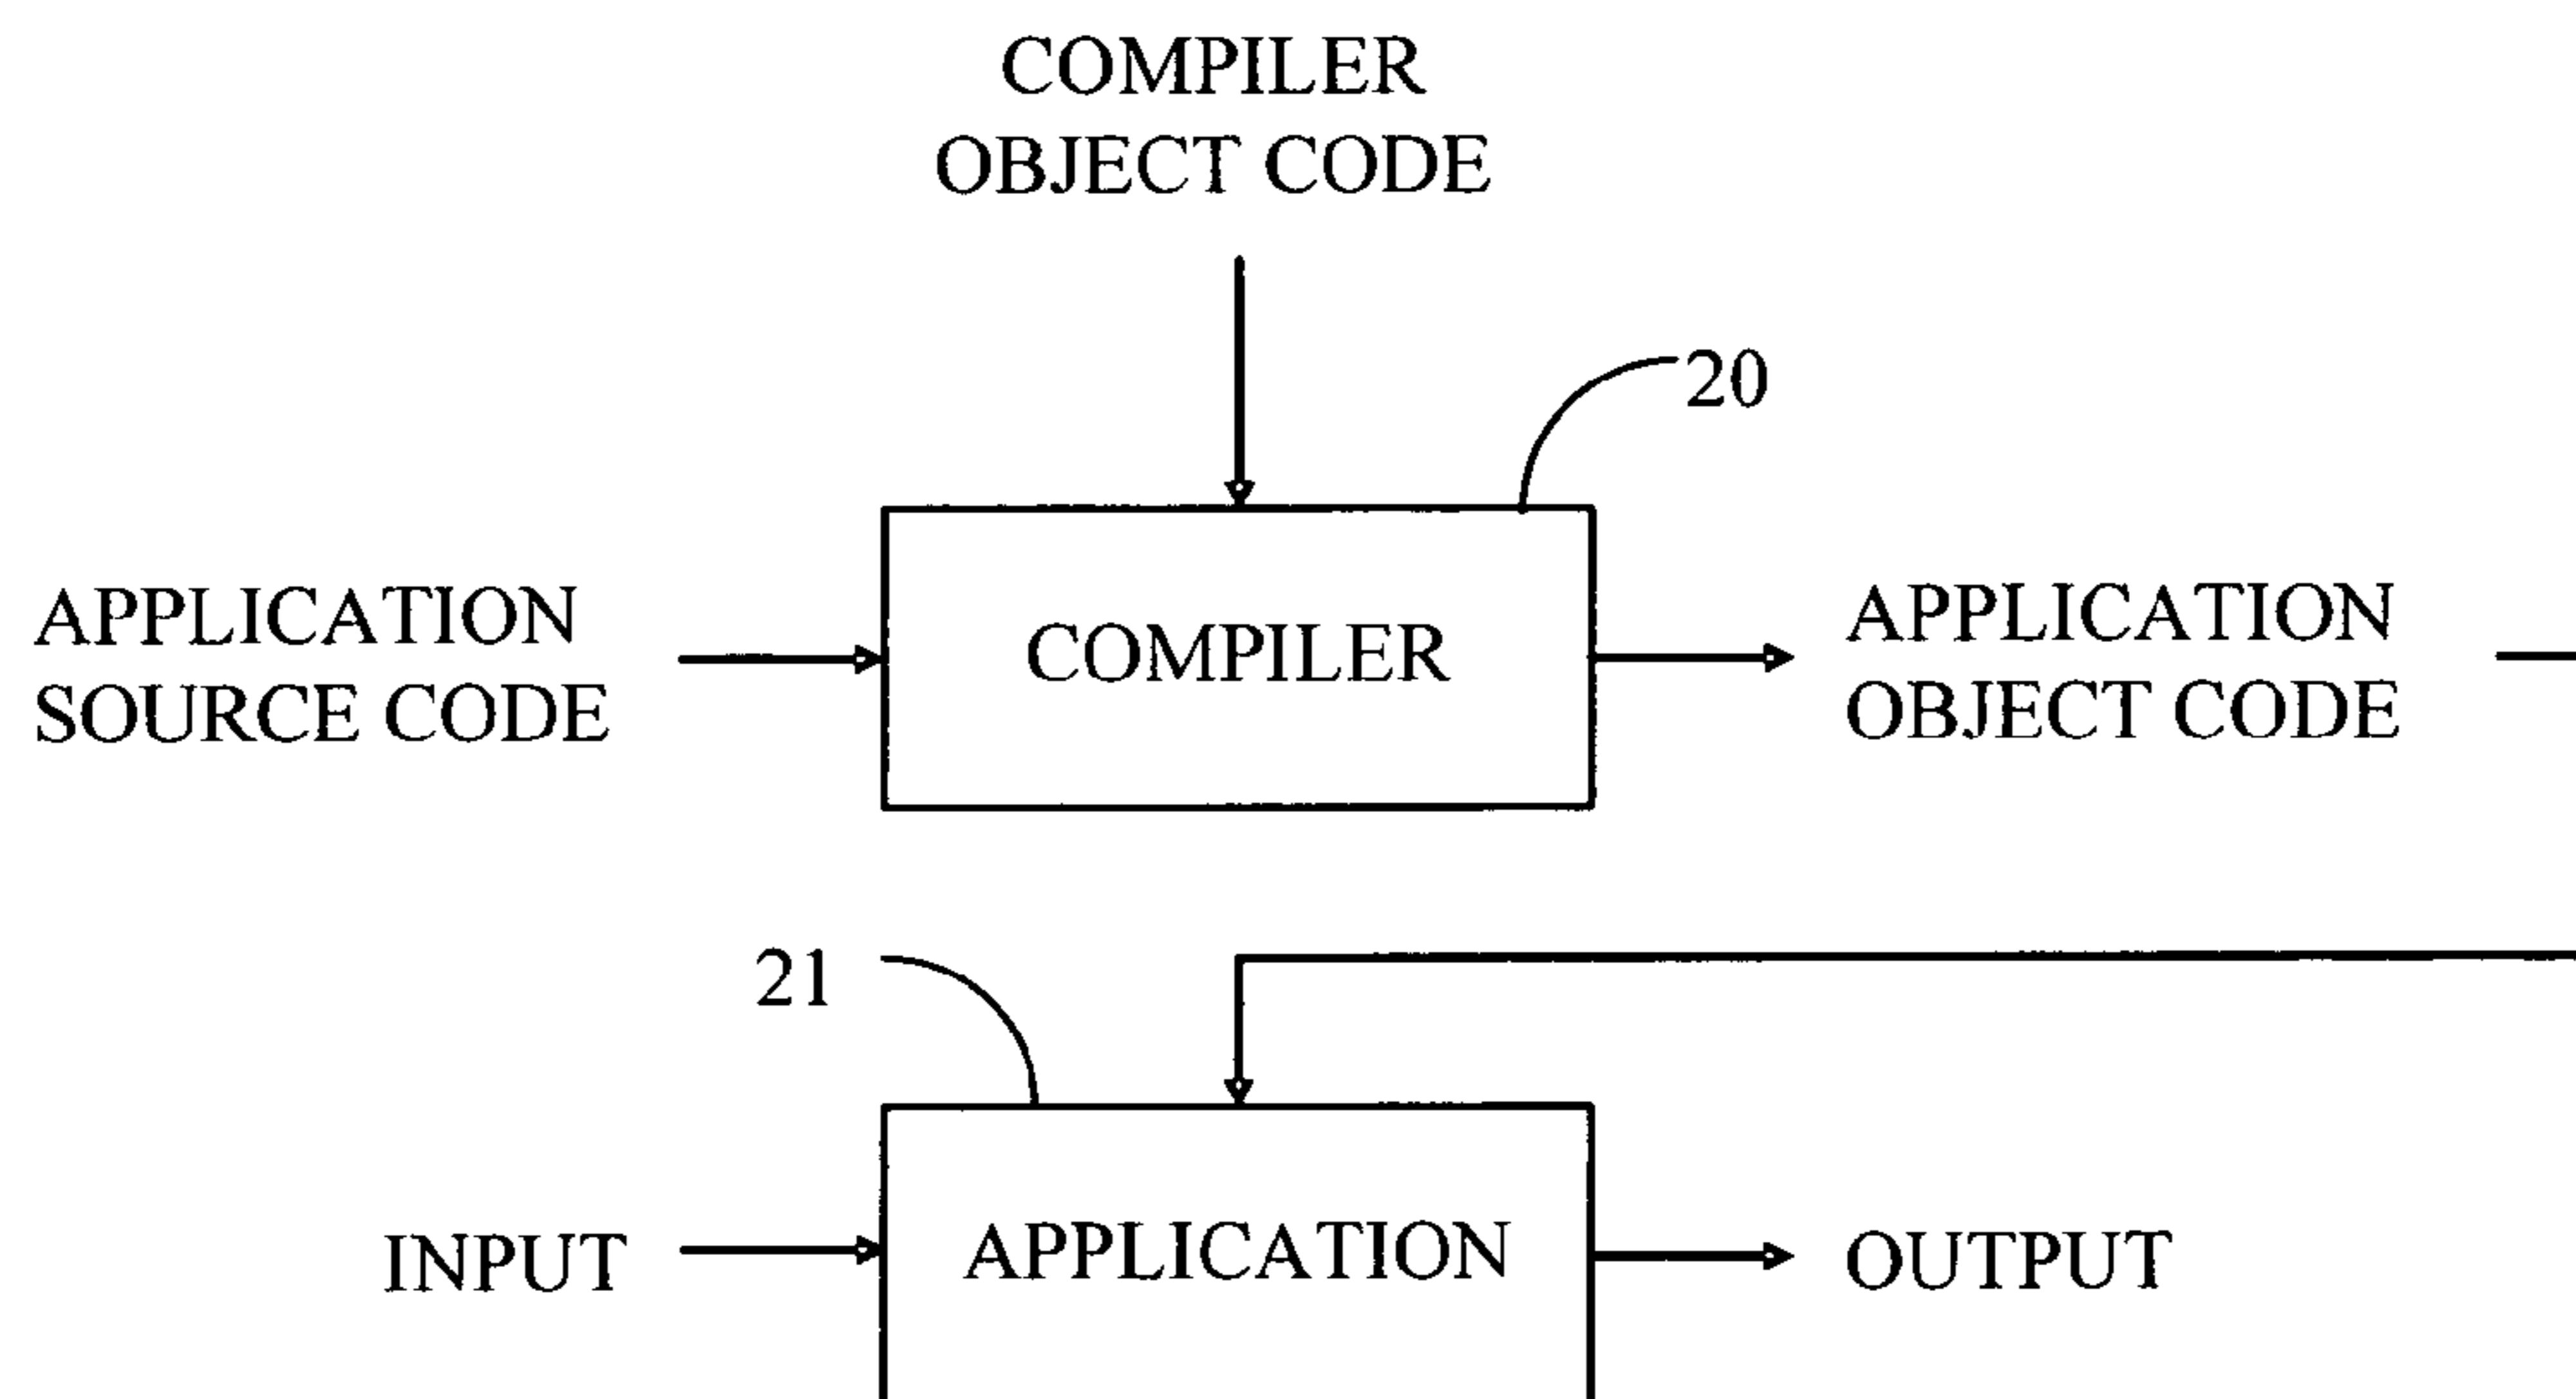 COMPILER
OBJECT CODE
20
APPLICATION
SOURCE CODE
COMPILER
APPLICATION
OBJECT CODE
21
INPUT
APPLICATION
OUTPUT